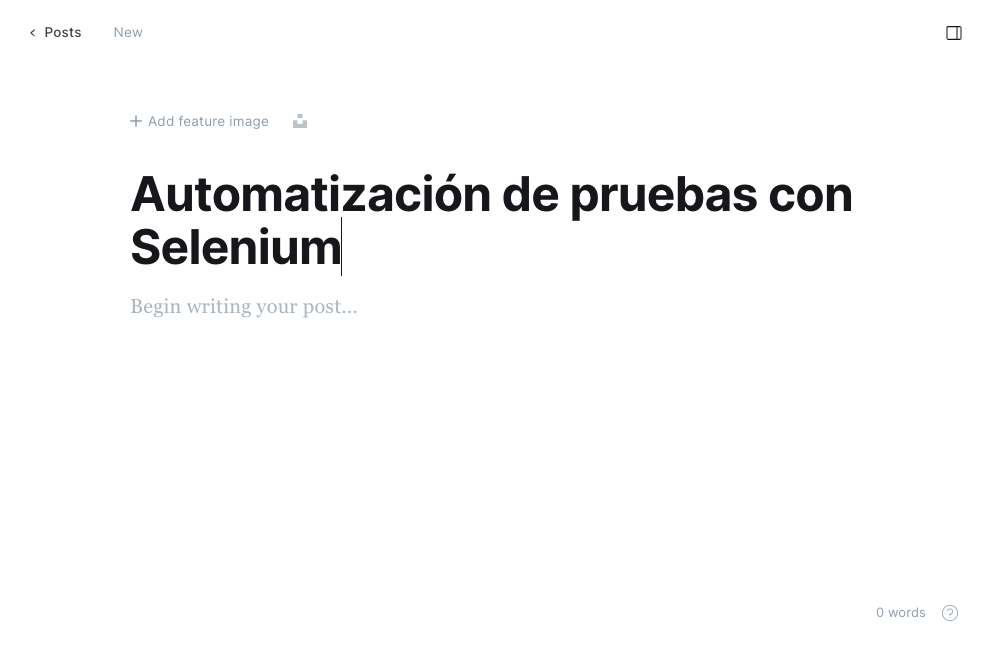 Posts
New
Add feature image
Automatización de pruebas con
Selenium
Begin writing your post...
0 words